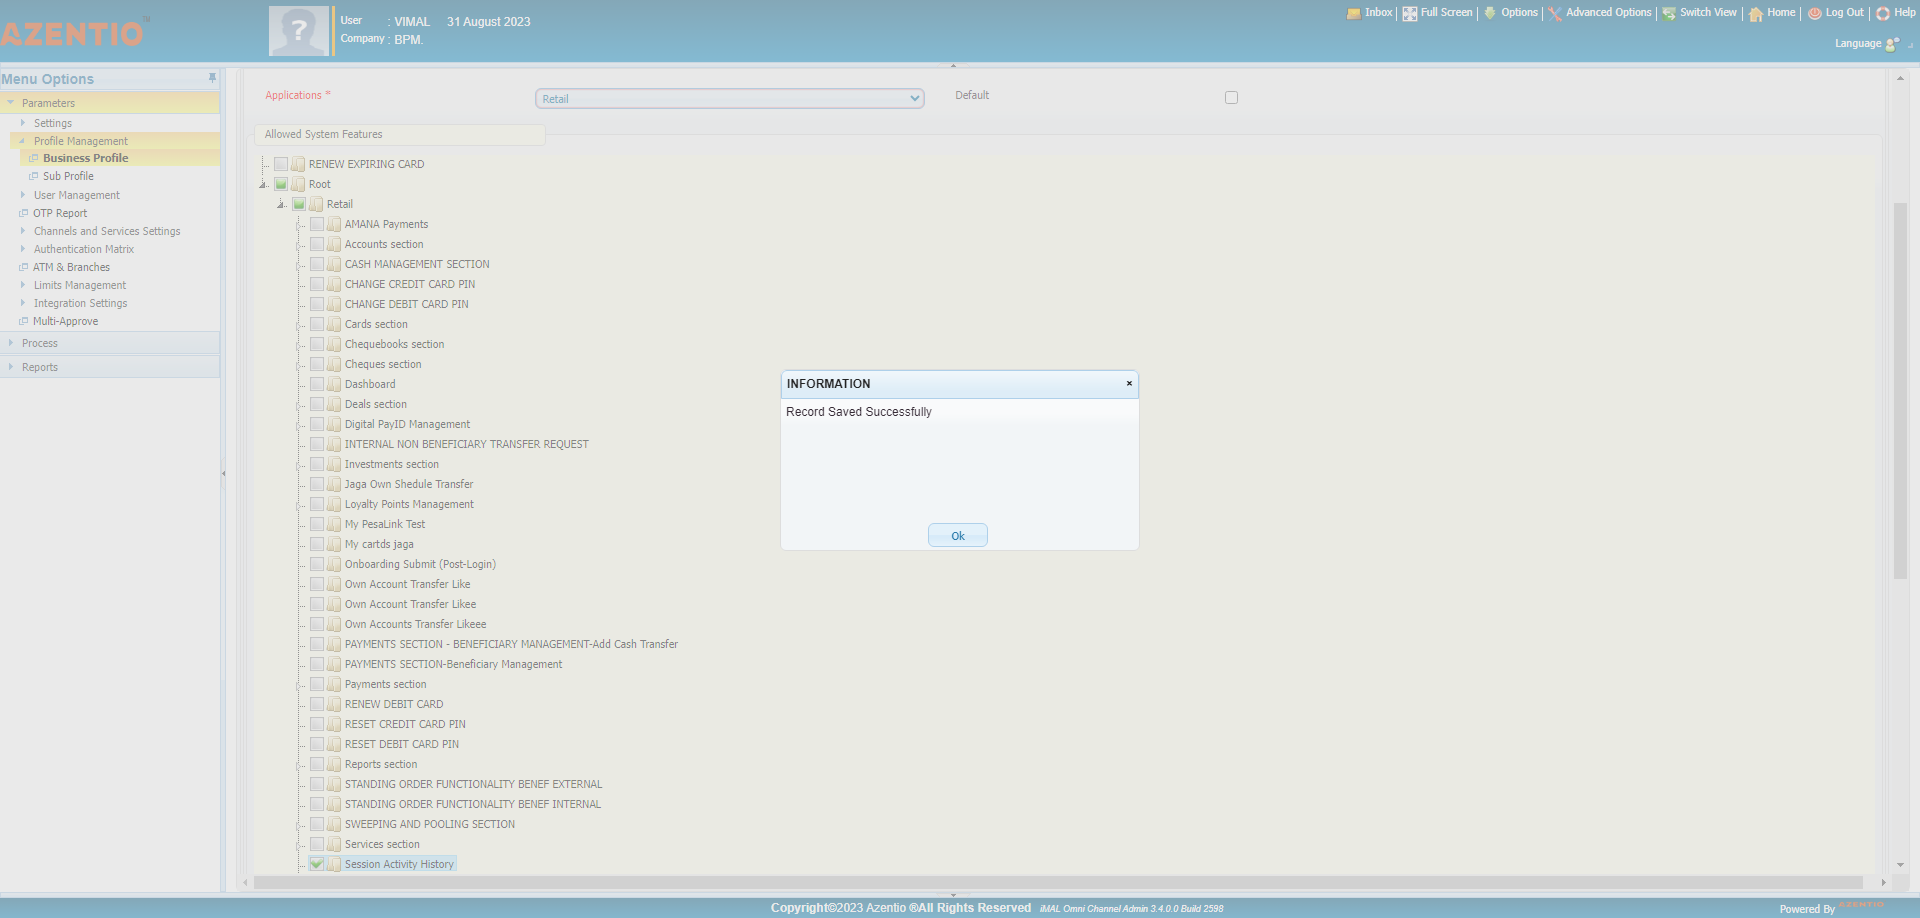 AZENTIO™
User : VIMAL 31 August 2023
Company : BPM.
Inbox Full Screen Options Advanced Options Switch View Home Log Out Help
Language
Menu Options
Parameters
Settings
Profile Management
Business Profile
Sub Profile
User Management
OTP Report
Channels and Services Settings
Authentication Matrix
ATM & Branches
Limits Management
Integration Settings
Multi-Approve
Process
Reports
Applications * Retail Default
Allowed System Features
RENEW EXPIRING CARD
Root
Retail
AMANA Payments
Accounts section
CASH MANAGEMENT SECTION
CHANGE CREDIT CARD PIN
CHANGE DEBIT CARD PIN
Cards section
Chequebooks section
Cheques section
Dashboard
Deals section
Digital PayID Management
INTERNAL NON BENEFICIARY TRANSFER REQUEST
Investments section
Jaga Own Shedule Transfer
Loyalty Points Management
My PesaLink Test
My cartds jaga
Onboarding Submit (Post-Login)
Own Account Transfer Like
Own Account Transfer Likee
Own Accounts Transfer Likeee
PAYMENTS SECTION - BENEFICIARY MANAGEMENT-Add Cash Transfer
PAYMENTS SECTION-Beneficiary Management
Payments section
RENEW DEBIT CARD
RESET CREDIT CARD PIN
RESET DEBIT CARD PIN
Reports section
STANDING ORDER FUNCTIONALITY BENEF EXTERNAL
STANDING ORDER FUNCTIONALITY BENEF INTERNAL
SWEEPING AND POOLING SECTION
Services section
Session Activity History
INFORMATION
Record Saved Successfully
Ok
Copyright©2023 Azentio ®All Rights Reserved iMAL Omni Channel Admin 3.4.0.0 Build 2598
Powered By AZENTIO